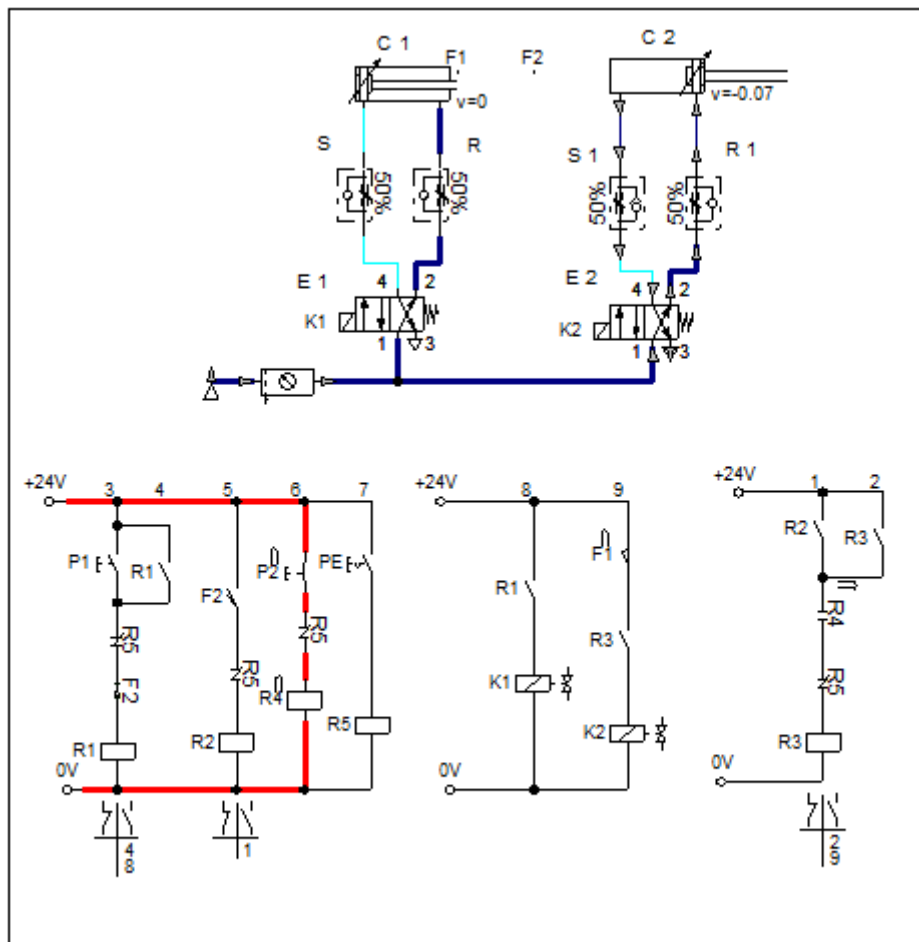 C 1 F1 F2 C 2
v=0 v=-0.07
S R S 1 R 1
50% 50% 50% 50%
E 1 4 2 E 2 4 2
K1 K2
1 3 1 3
+24V 3 4 5 6 7 +24V 8 9 +24V 1 2
P1 R1 F2 P2 PE R1 F1 R2 R3
R5 R5 R5 R3 R4
F2 R4 R5 K1 R5
R1 R2 K2 R3
0V 0V 0V
4 1 2
8 9